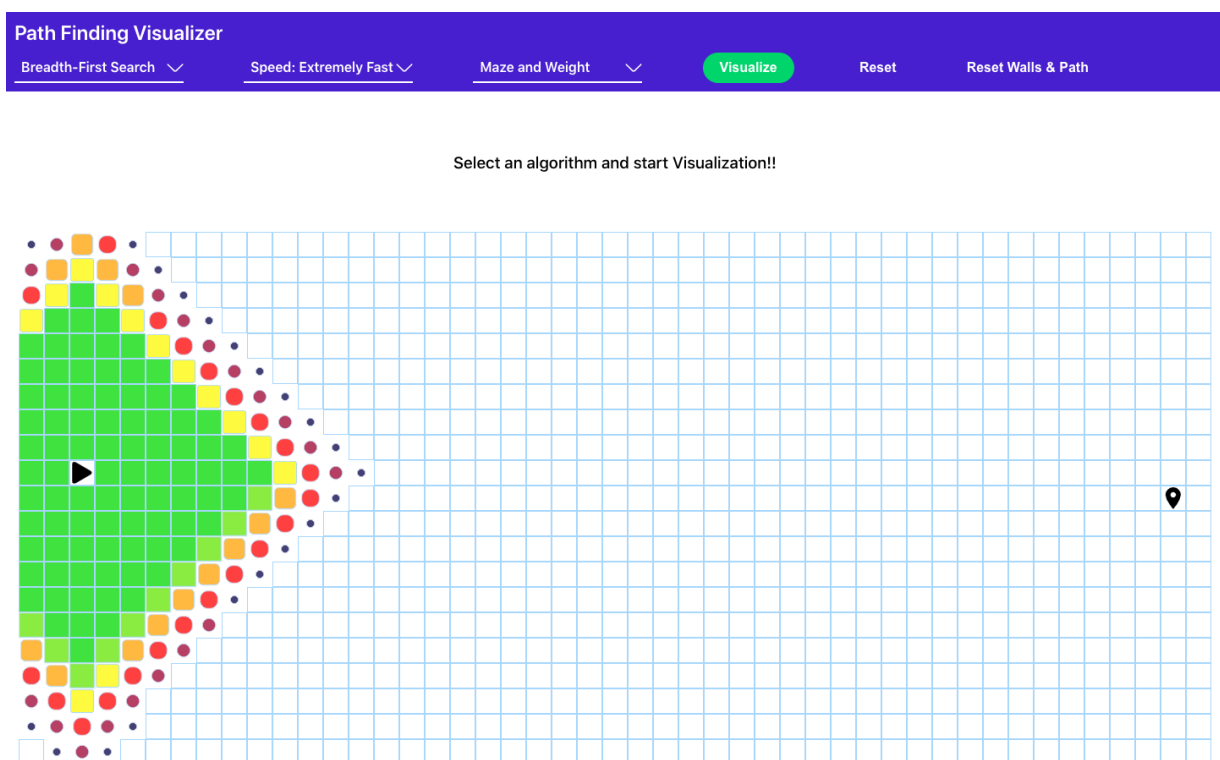 Path Finding Visualizer
Breadth-First Search Speed: Extremely Fast Maze and Weight Visualize Reset Reset Walls & Path
Select an algorithm and start Visualization!!